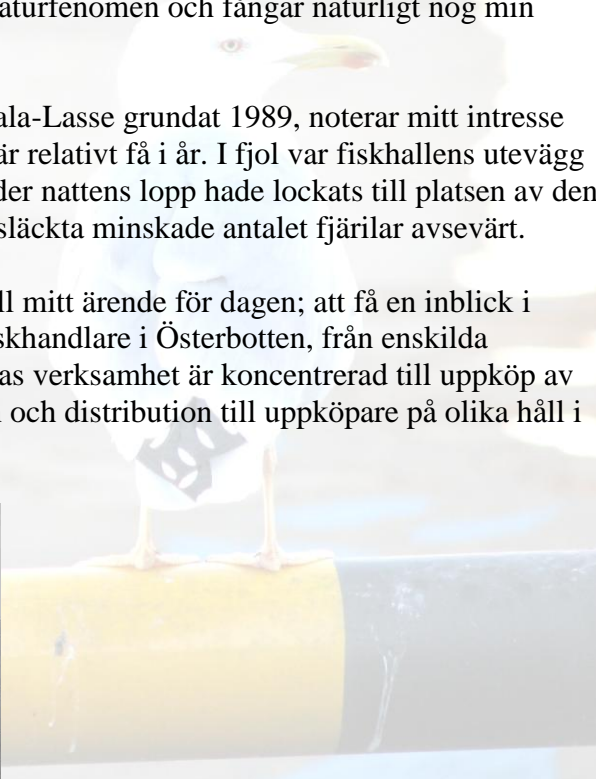 aturfenomen och fångar naturligt nog min
ala-Lasse grundat 1989, noterar mitt intresse
är relativt få i år. I fjol var fiskhallens utevägg
der nattens lopp hade lockats till platsen av den
släckta minskade antalet fjärilar avsevärt.
ll mitt ärende för dagen; att få en inblick i
skhandlare i Österbotten, från enskilda
as verksamhet är koncentrerad till uppköp av
och distribution till uppköpare på olika håll i